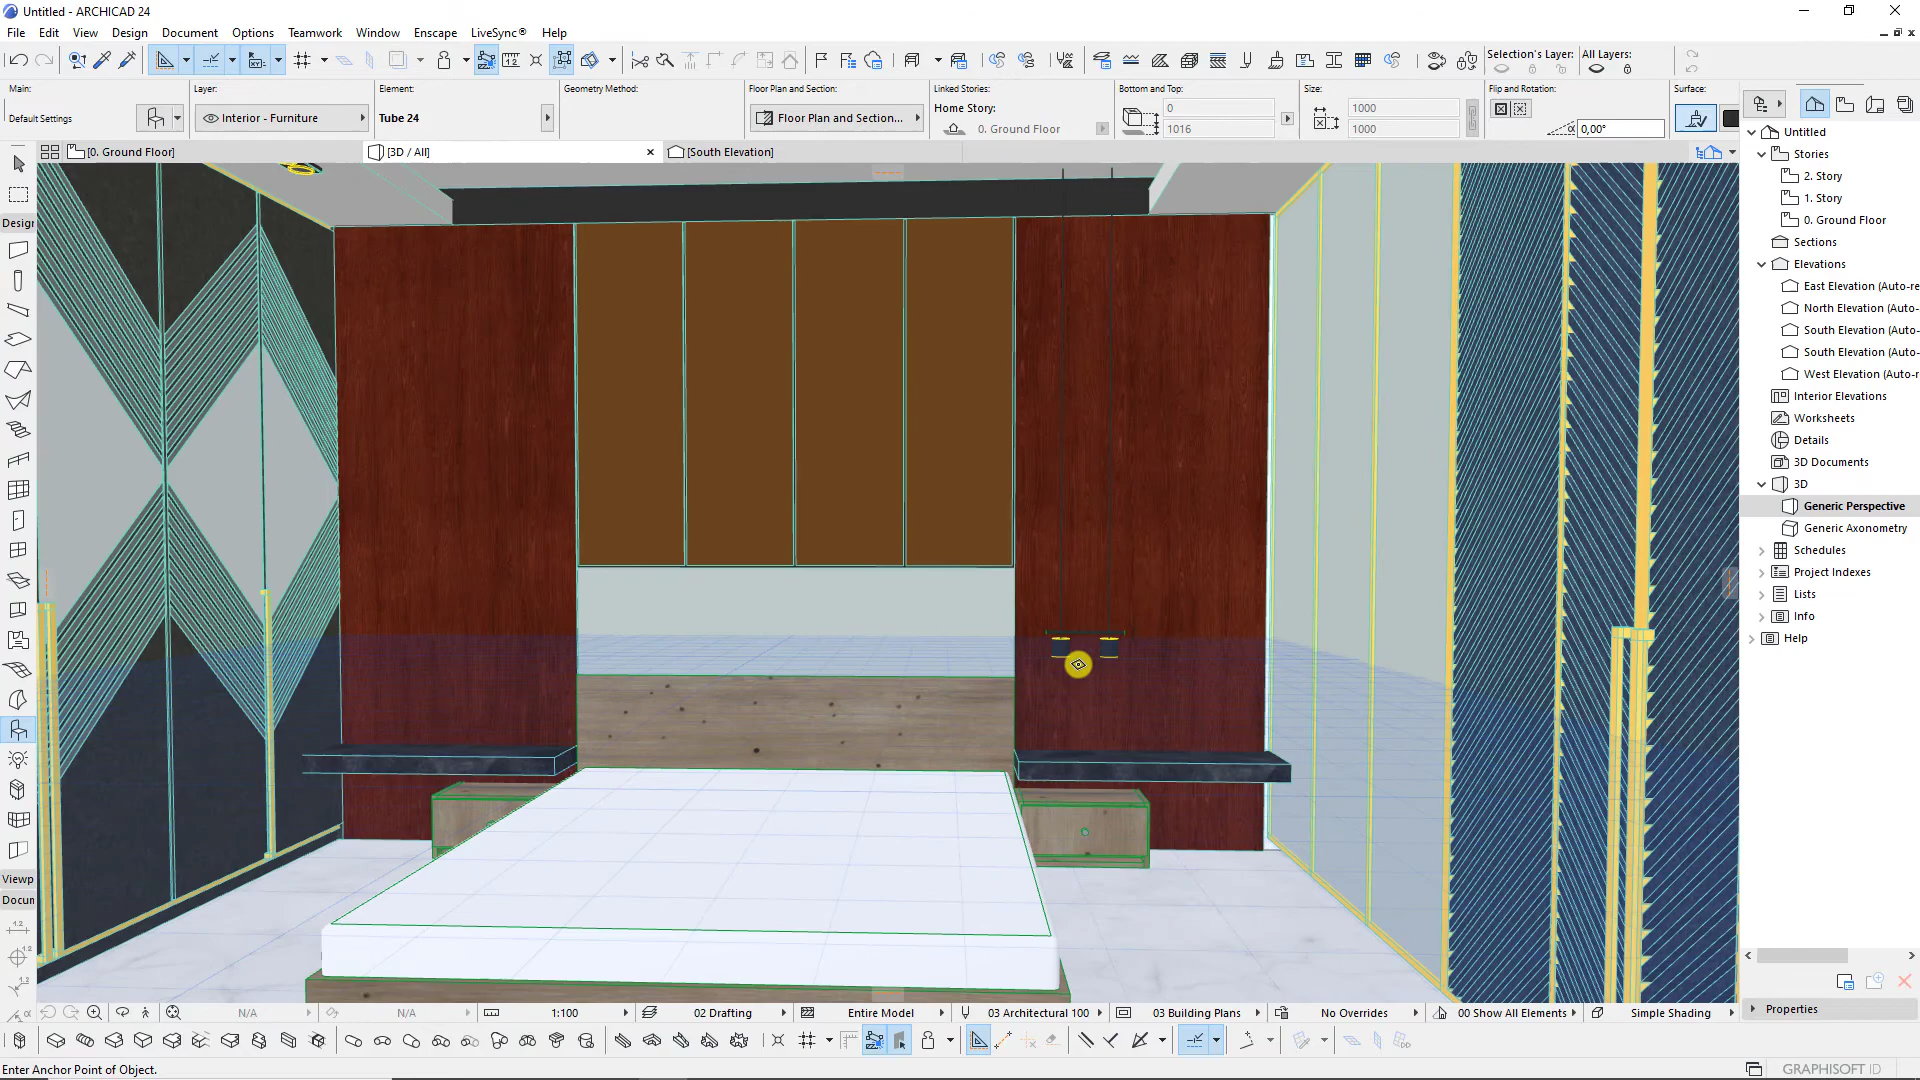 Untitled - ARCHICAD 24
File Edit View Design Document Options Teamwork Window Enscape LiveSync® Help
Selection's Layer: All Layers:
Main: Layer: Element: Geometry Method: Floor Plan and Section: Linked Stories: Bottom and Top: Size: Flip and Rotation: Surface:
Default Settings Interior - Furniture Tube 24 Floor Plan and Section... Home Story: 0 1000
0. Ground Floor 1016 1000 0,00°
[0. Ground Floor] [3D / All] [South Elevation]
Design
Viewp
Docum
Untitled
Stories
2. Story
1. Story
0. Ground Floor
Sections
Elevations
East Elevation (Auto-re
North Elevation (Auto-
South Elevation (Auto-
South Elevation (Auto-
West Elevation (Auto-r
Interior Elevations
Worksheets
Details
3D Documents
3D
Generic Perspective
Generic Axonometry
Schedules
Project Indexes
Lists
Info
Help
Properties
N/A N/A 1:100 02 Drafting Entire Model 03 Architectural 100 03 Building Plans No Overrides 00 Show All Elements Simple Shading
Enter Anchor Point of Object.
GRAPHISOFT ID